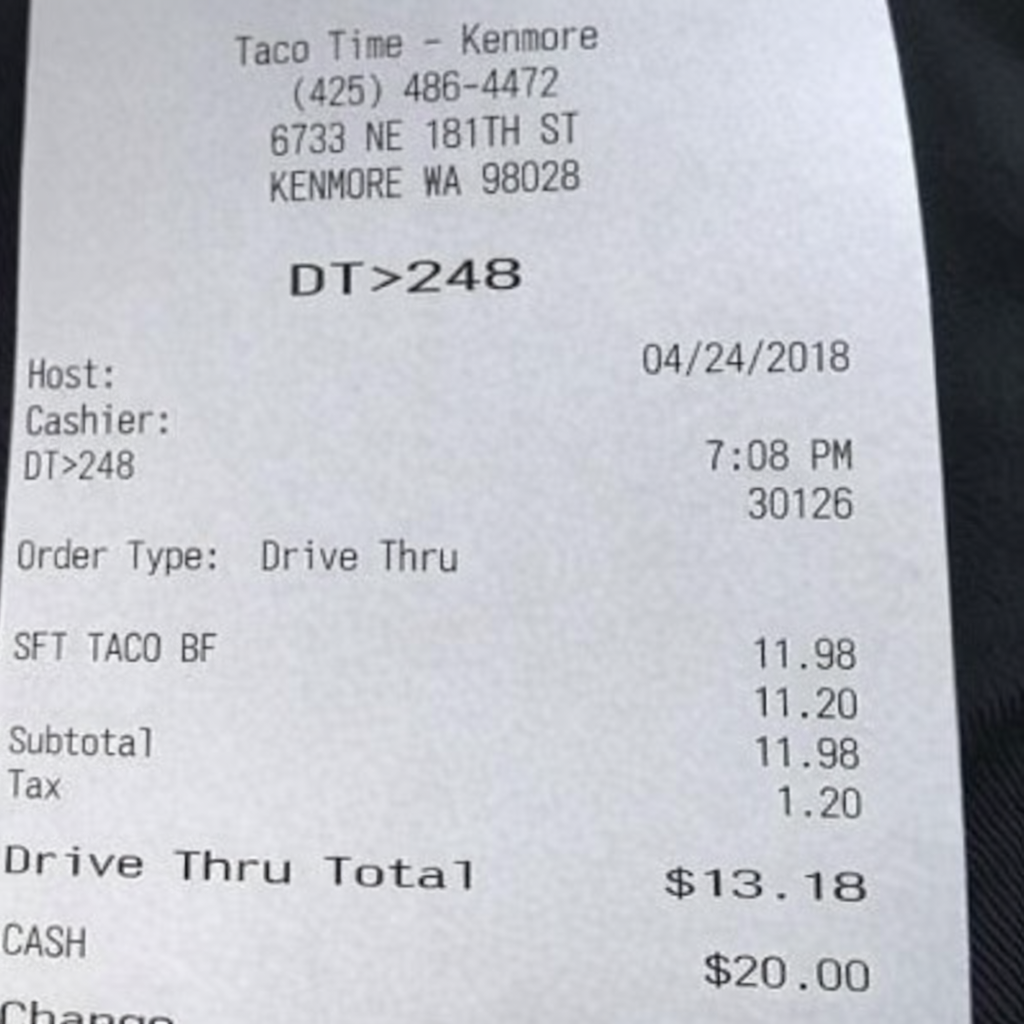 Taco Time - Kenmore
(425) 486-4472
6733 NE 181TH ST
KENMORE WA 98028
DT>248
Host: 04/24/2018
Cashier:
DT>248 7:08 PM
30126
Order Type: Drive Thru
SFT TACO BF 11.98
11.20
Subtotal 11.98
Tax 1.20
Drive Thru Total $13.18
CASH $20.00
Change